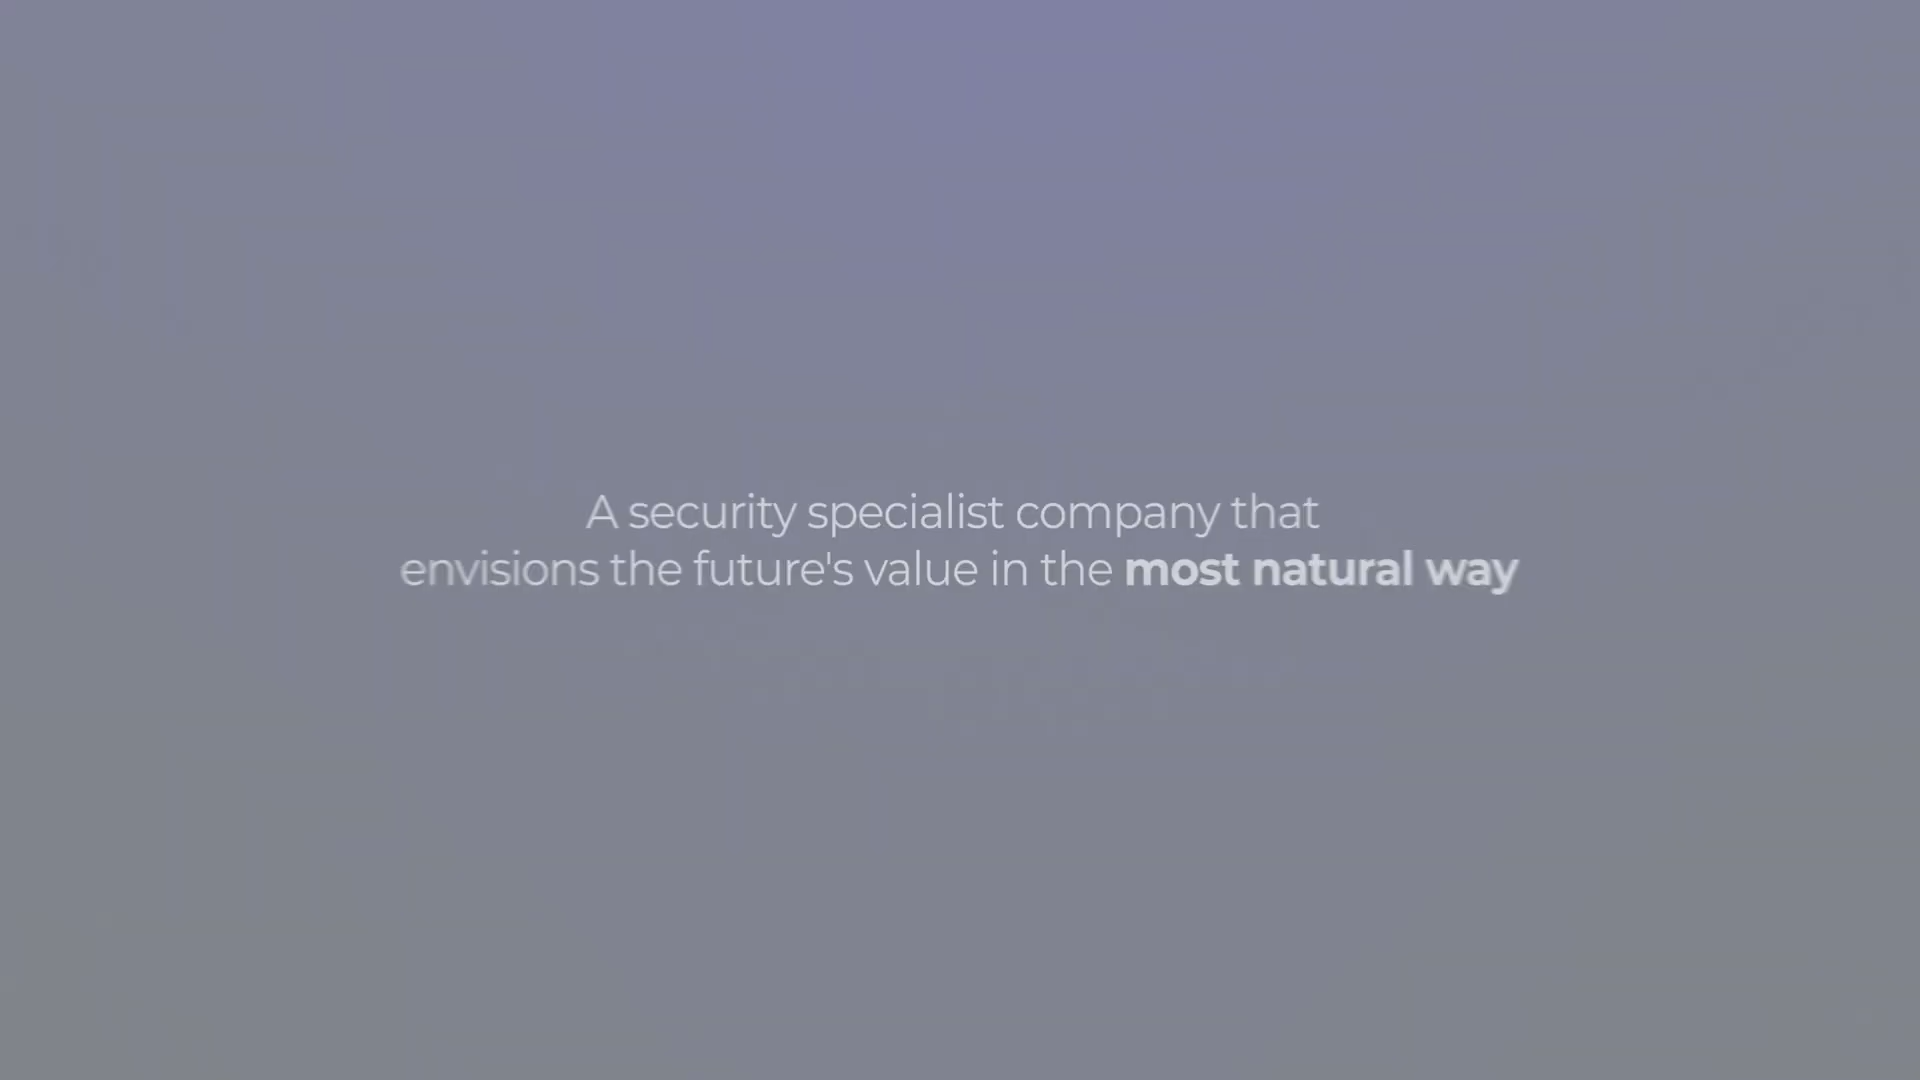 A security specialist company that
envisions the future's value in the most natural way